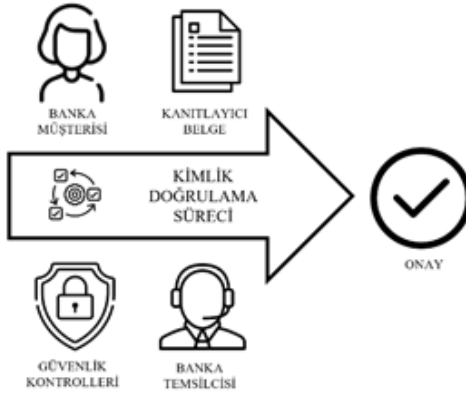 BANKA
MÜŞTERİSİ
KANITLAYICI
BELGE
KİMLİK
DOĞRULAMA
SÜRECİ
ONAY
GÜVENLİK
KONTROLLERİ
BANKA
TEMSİLCİSİ